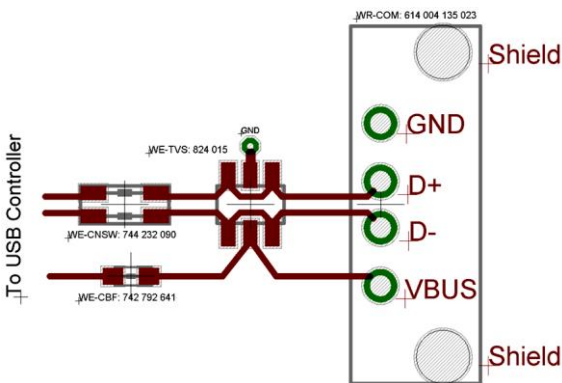 WR-COM: 614 004 135 023
Shield
GND
GND
WE-TVS: 824 015
D+
D-
To USB Controller
WE-CNSW: 744 232 090
VBUS
WE-CBF: 742 792 641
Shield